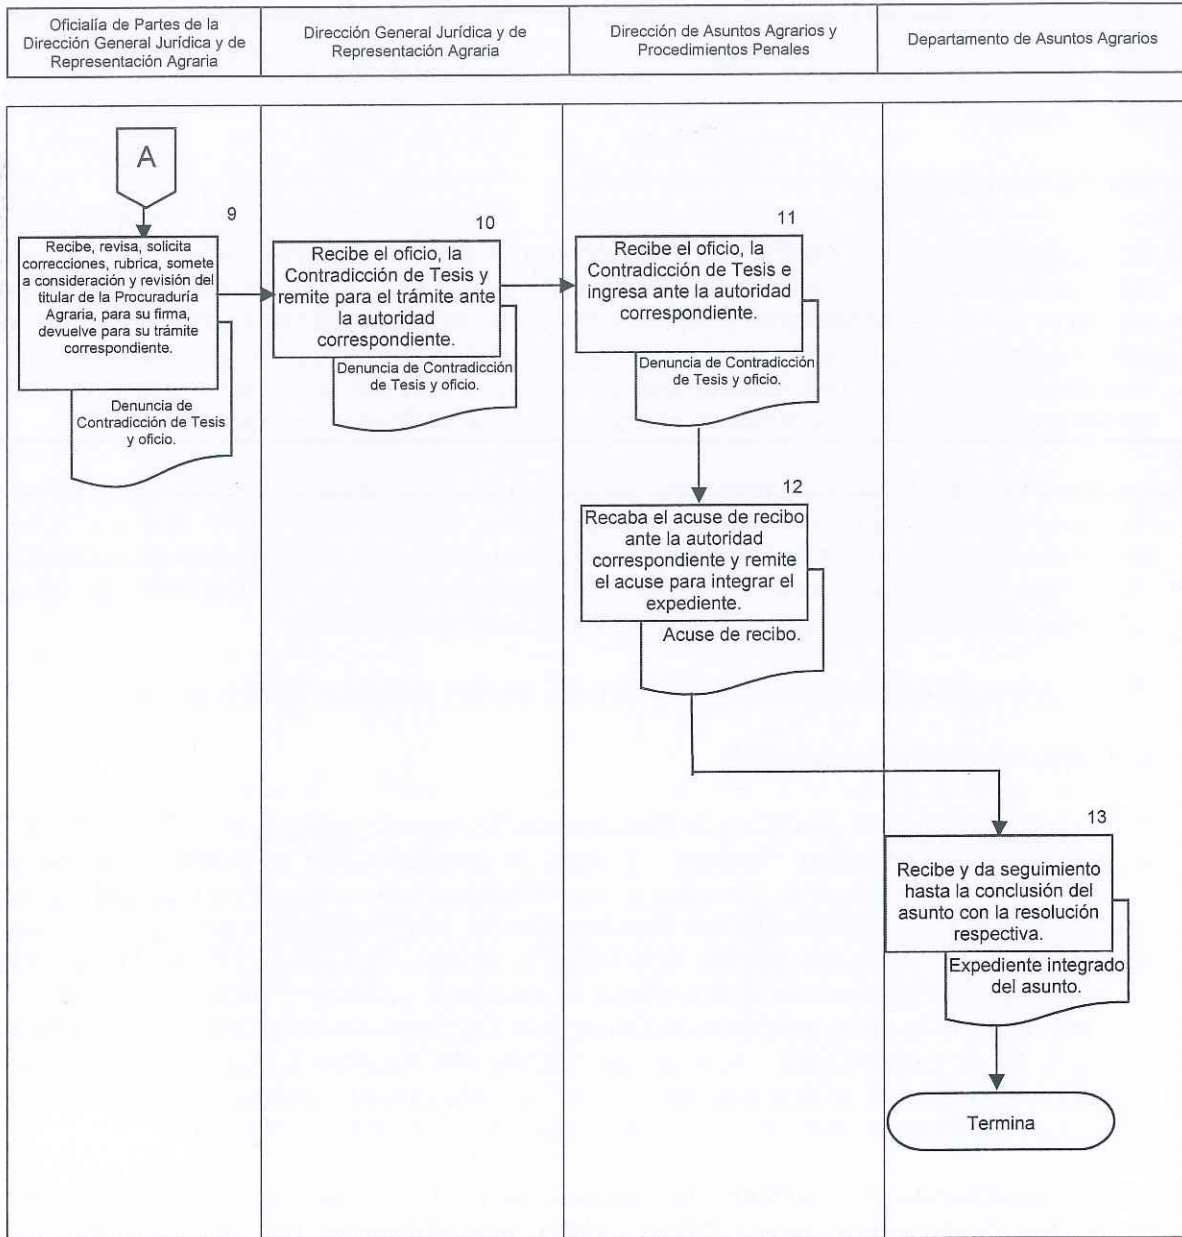 Oficialía de Partes de la
Dirección General Jurídica y de
Representación Agraria
Dirección General Jurídica y de
Representación Agraria
Dirección de Asuntos Agrarios y
Procedimientos Penales
Departamento de Asuntos Agrarios
A
9
Recibe, revisa, solicita
correcciones, rubrica, somete
a consideración y revisión del
titular de la Procuraduría
Agraria, para su firma,
devuelve para su trámite
correspondiente.
Denuncia de
Contradicción de Tesis
y oficio.
10
Recibe el oficio, la
Contradicción de Tesis y
remite para el trámite ante
la autoridad
correspondiente.
Denuncia de Contradicción
de Tesis y oficio.
11
Recibe el oficio, la
Contradicción de Tesis e
ingresa ante la autoridad
correspondiente.
Denuncia de Contradicción
de Tesis y oficio.
12
Recaba el acuse de recibo
ante la autoridad
correspondiente y remite
el acuse para integrar el
expediente.
Acuse de recibo.
13
Recibe y da seguimiento
hasta la conclusión del
asunto con la resolución
respectiva.
Expediente integrado
del asunto.
Termina